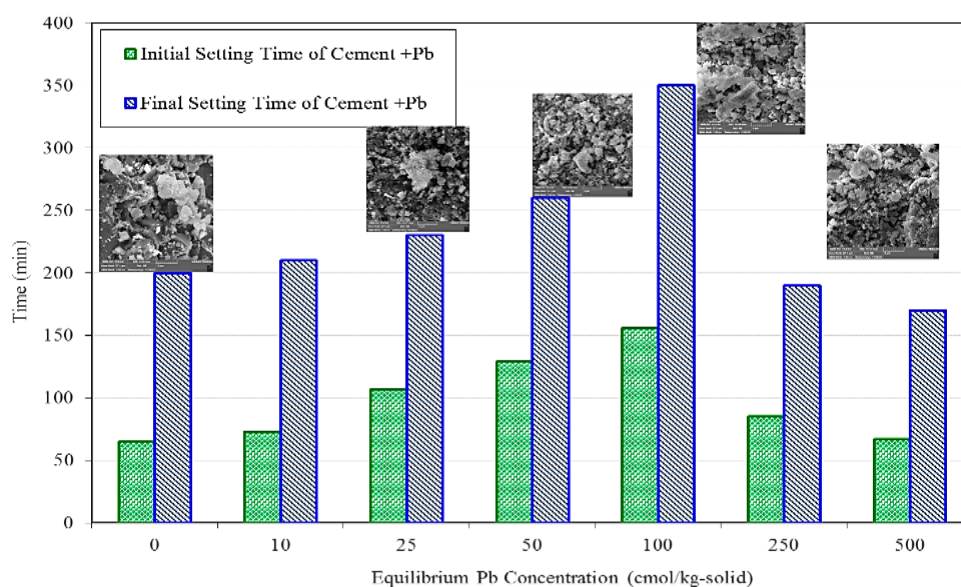 400
350
300
250
200
150
100
50
0
Time (min)
Initial Setting Time of Cement +Pb
Final Setting Time of Cement +Pb
0 10 25 50 100 250 500
Equilibrium Pb Concentration (cmol/kg-solid)